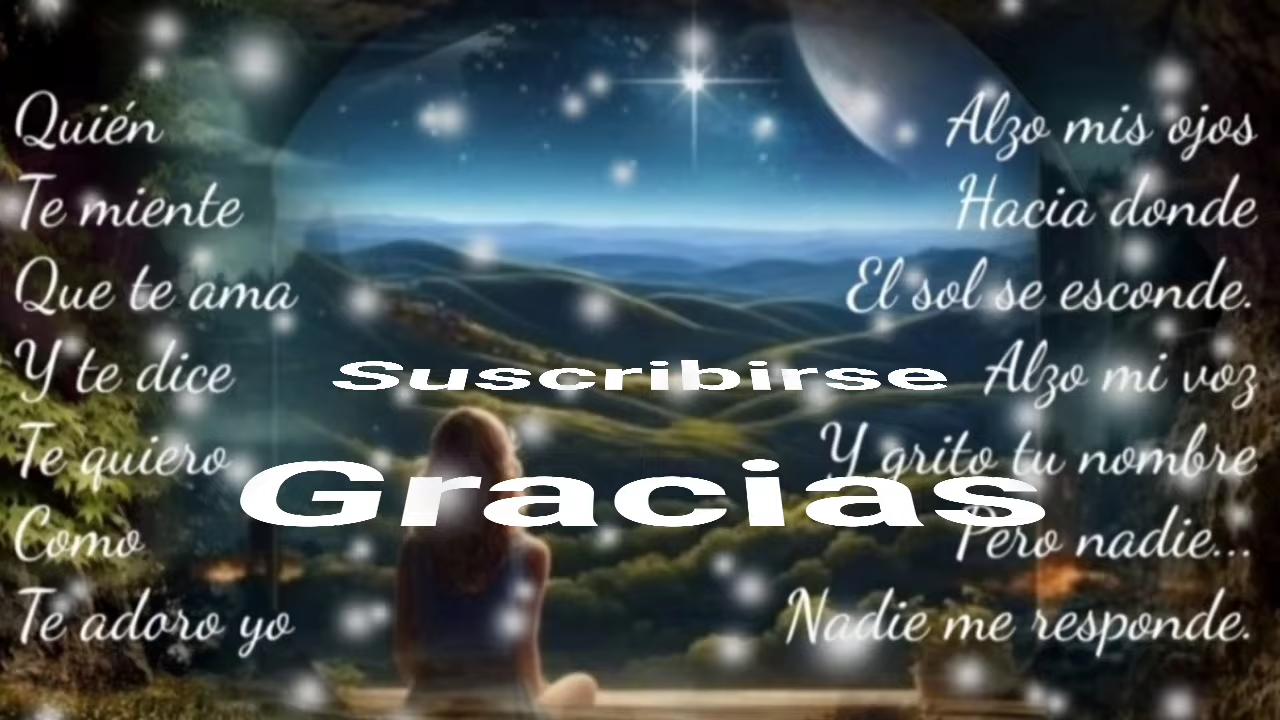 Quién
Te miente
Que te ama
Y te dice
Te quiero
Como
Te adoro yo
Alzo mis ojos
Hacia donde
El sol se esconde.
Alzo mi voz
Y grito tu nombre
Pero nadie...
Nadie me responde.
Suscribirse
Gracias